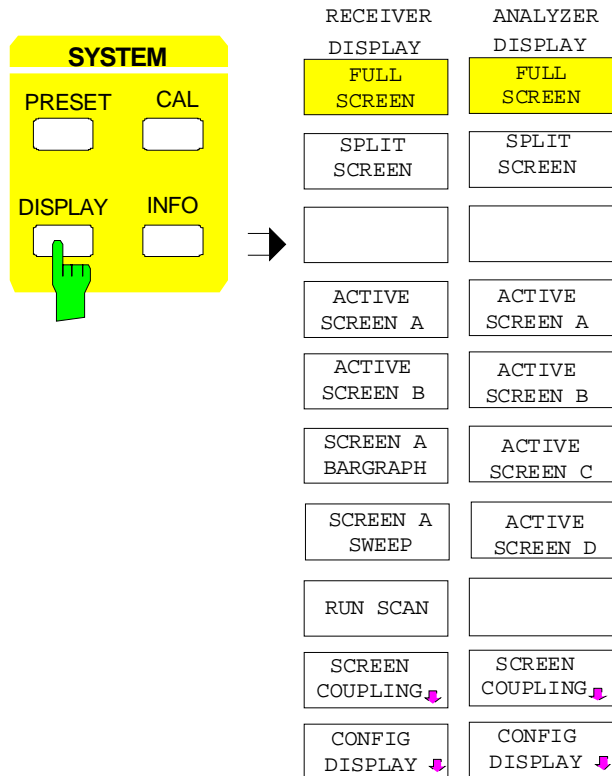 SYSTEM
PRESET CAL
DISPLAY INFO
RECEIVER
DISPLAY
FULL
SCREEN
SPLIT
SCREEN
ACTIVE
SCREEN A
ACTIVE
SCREEN B
SCREEN A
BARGRAPH
SCREEN A
SWEEP
RUN SCAN
SCREEN
COUPLING
CONFIG
DISPLAY
ANALYZER
DISPLAY
FULL
SCREEN
SPLIT
SCREEN
ACTIVE
SCREEN A
ACTIVE
SCREEN B
ACTIVE
SCREEN C
ACTIVE
SCREEN D
SCREEN
COUPLING
CONFIG
DISPLAY